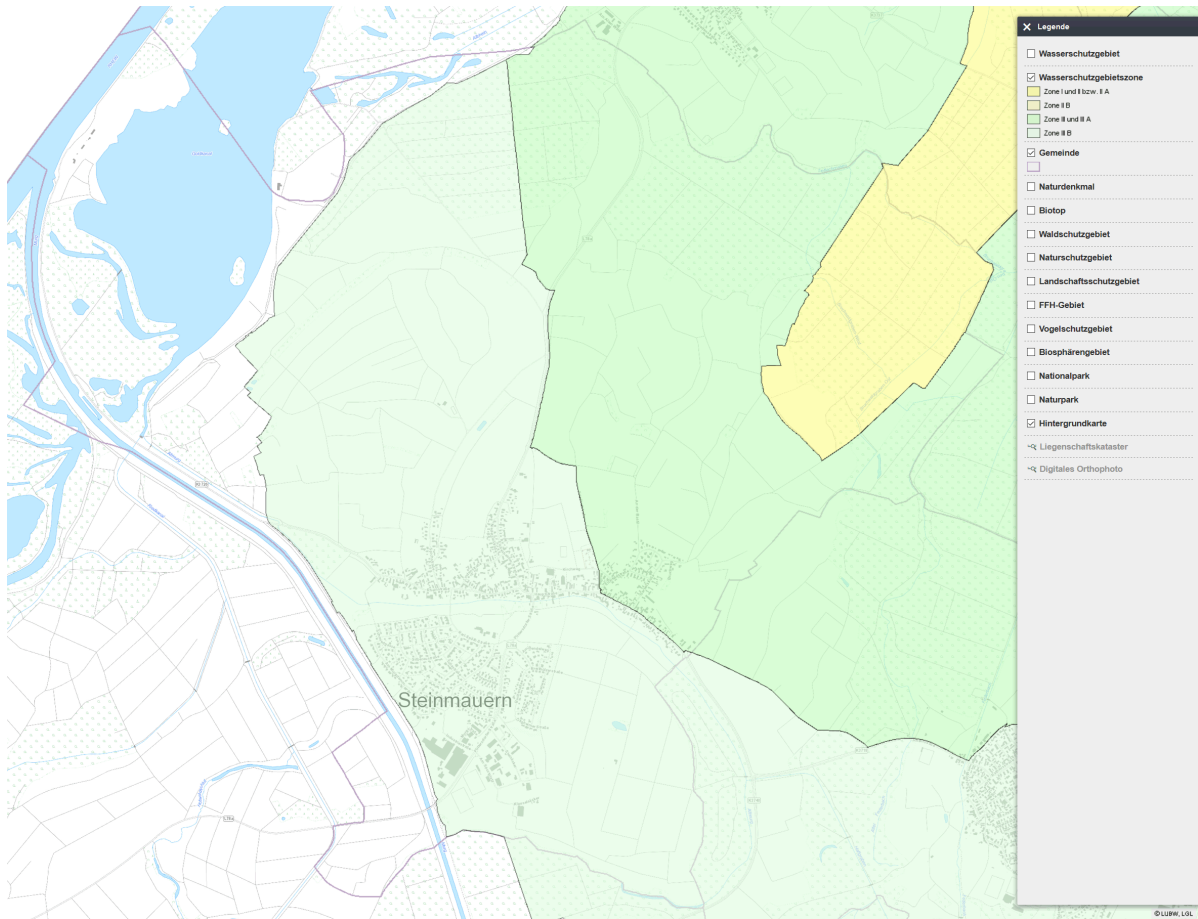 Legende
Wasserschutzgebiet
Wasserschutzgebietszone
Zone I und II bzw. II A
Zone II B
Zone III und III A
Zone III B
Gemeinde
Naturdenkmal
Biotop
Waldschutzgebiet
Naturschutzgebiet
Landschaftsschutzgebiet
FFH-Gebiet
Vogelschutzgebiet
Biosphärengebiet
Nationalpark
Naturpark
Hintergrundkarte
Liegenschaftskataster
Digitales Orthophoto
Steinmauern
© LUBW, LGL